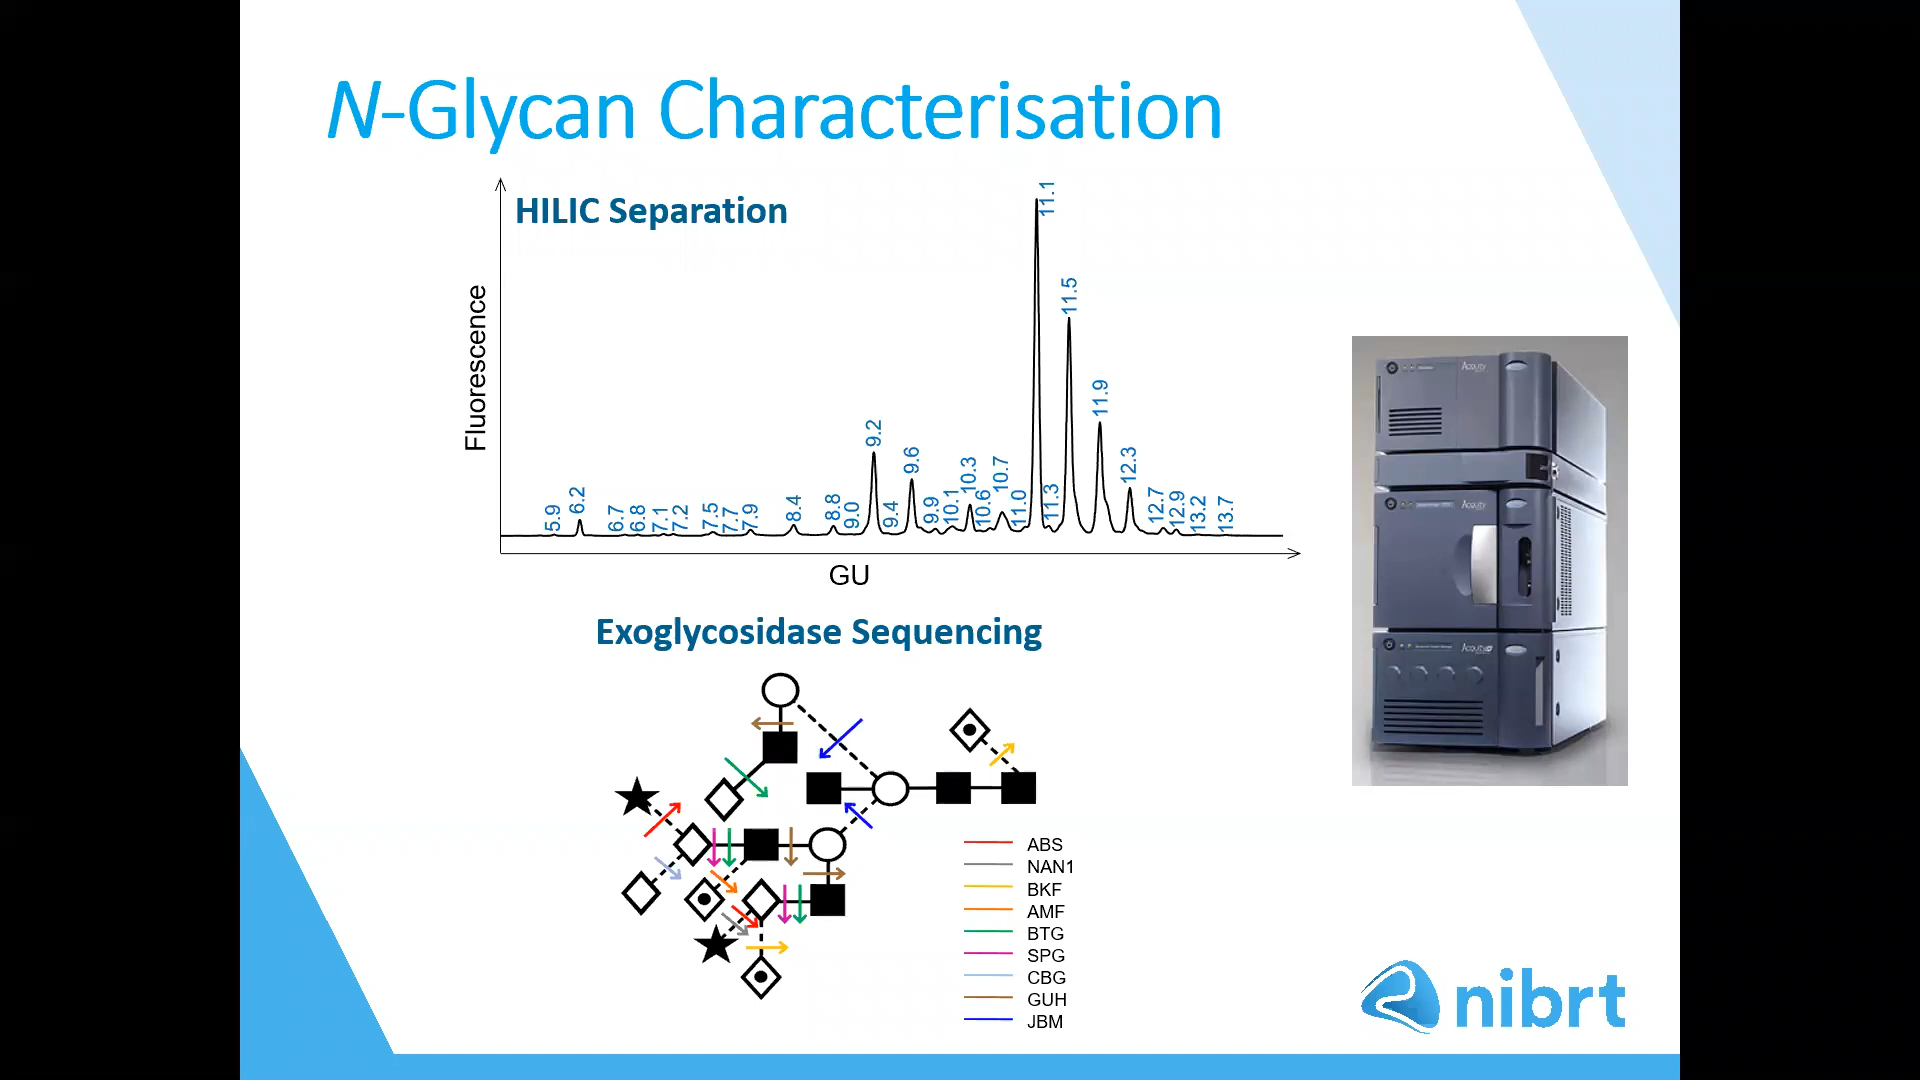 N-Glycan Characterisation
HILIC Separation
Fluorescence
5.9
6.2
6.7
6.8
7.1
7.2
7.5
7.7
7.9
8.4
8.8
9.0
9.2
9.4
9.6
9.9
10.1
10.3
10.6
10.7
11.0
11.1
11.3
11.5
11.9
12.3
12.7
12.9
13.2
13.7
GU
Exoglycosidase Sequencing
ABS
NAN1
BKF
AMF
BTG
SPG
CBG
GUH
JBM
Acquity
Acquity
Acquity
nibrt